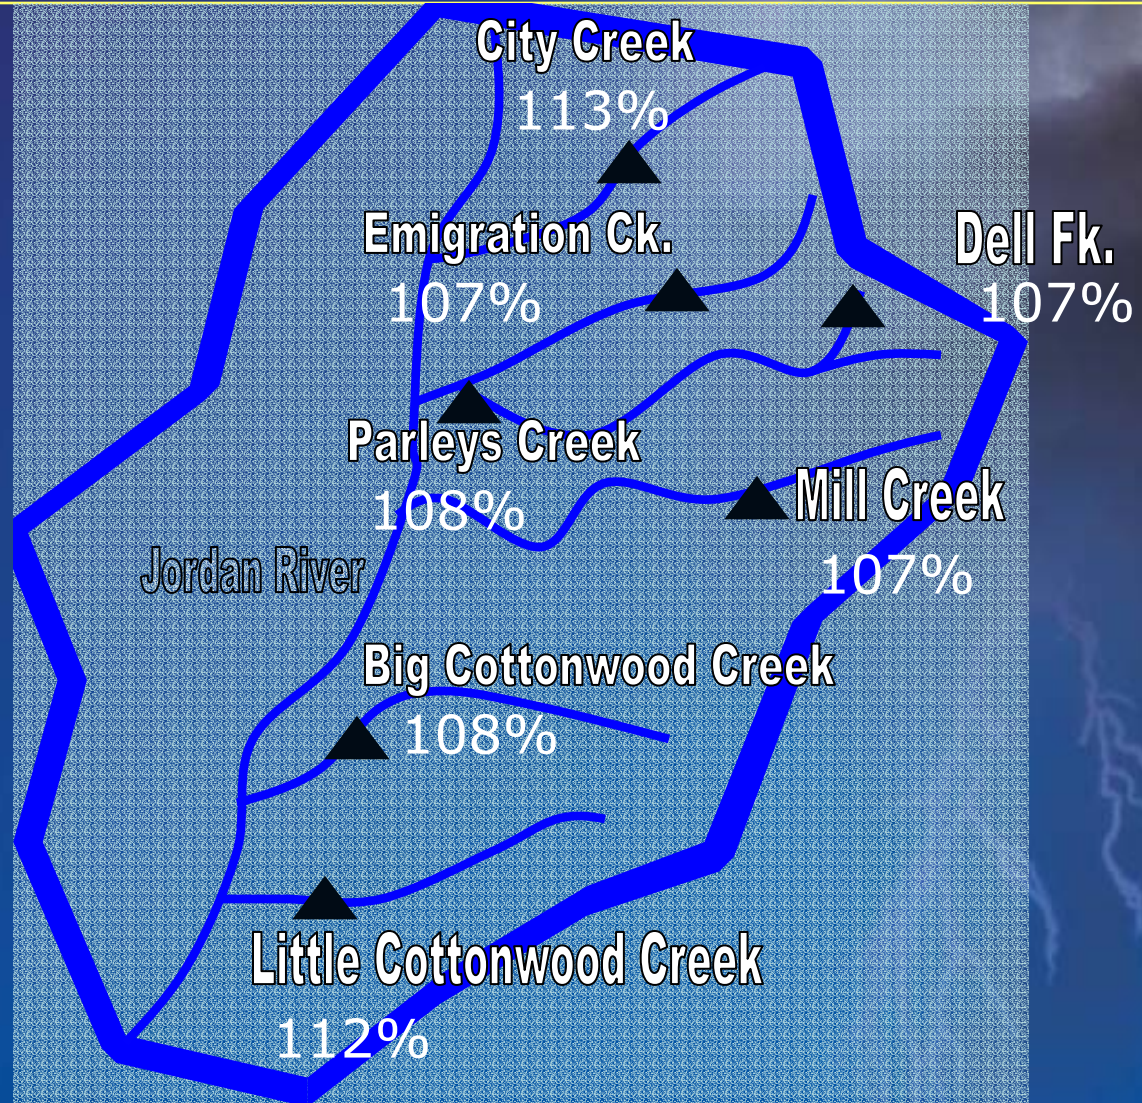 City Creek
113%
Emigration Ck.
107%
Dell Fk.
107%
Parleys Creek
108%
Mill Creek
107%
Jordan River
Big Cottonwood Creek
108%
Little Cottonwood Creek
112%